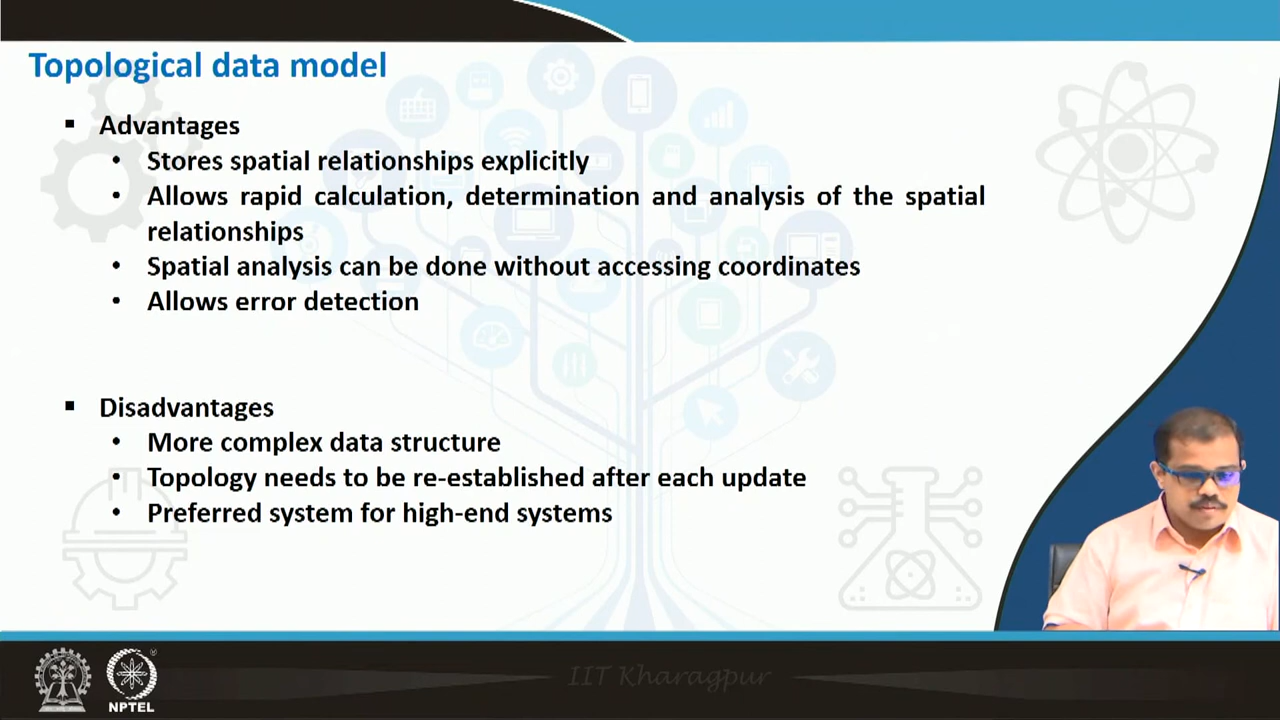 Topological data model
▪ Advantages
• Stores spatial relationships explicitly
• Allows rapid calculation, determination and analysis of the spatial
relationships
• Spatial analysis can be done without accessing coordinates
• Allows error detection
▪ Disadvantages
• More complex data structure
• Topology needs to be re-established after each update
• Preferred system for high-end systems
IIT Kharagpur
NPTEL